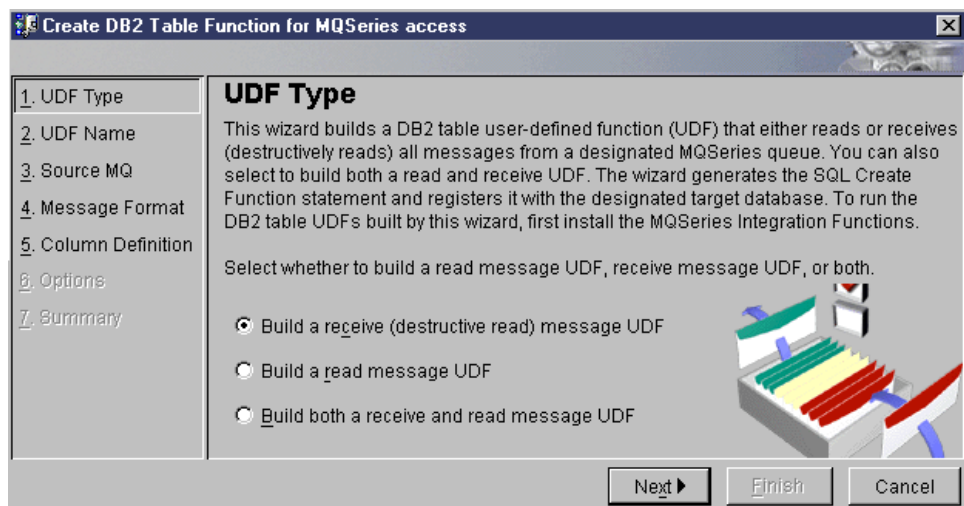 Create DB2 Table Function for MQSeries access
1. UDF Type
2. UDF Name
3. Source MQ
4. Message Format
5. Column Definition
6. Options
7. Summary
UDF Type
This wizard builds a DB2 table user-defined function (UDF) that either reads or receives
(destructively reads) all messages from a designated MQSeries queue. You can also
select to build both a read and receive UDF. The wizard generates the SQL Create
Function statement and registers it with the designated target database. To run the
DB2 table UDFs built by this wizard, first install the MQSeries Integration Functions.
Select whether to build a read message UDF, receive message UDF, or both.
Build a receive (destructive read) message UDF
Build a read message UDF
Build both a receive and read message UDF
Next
Finish
Cancel